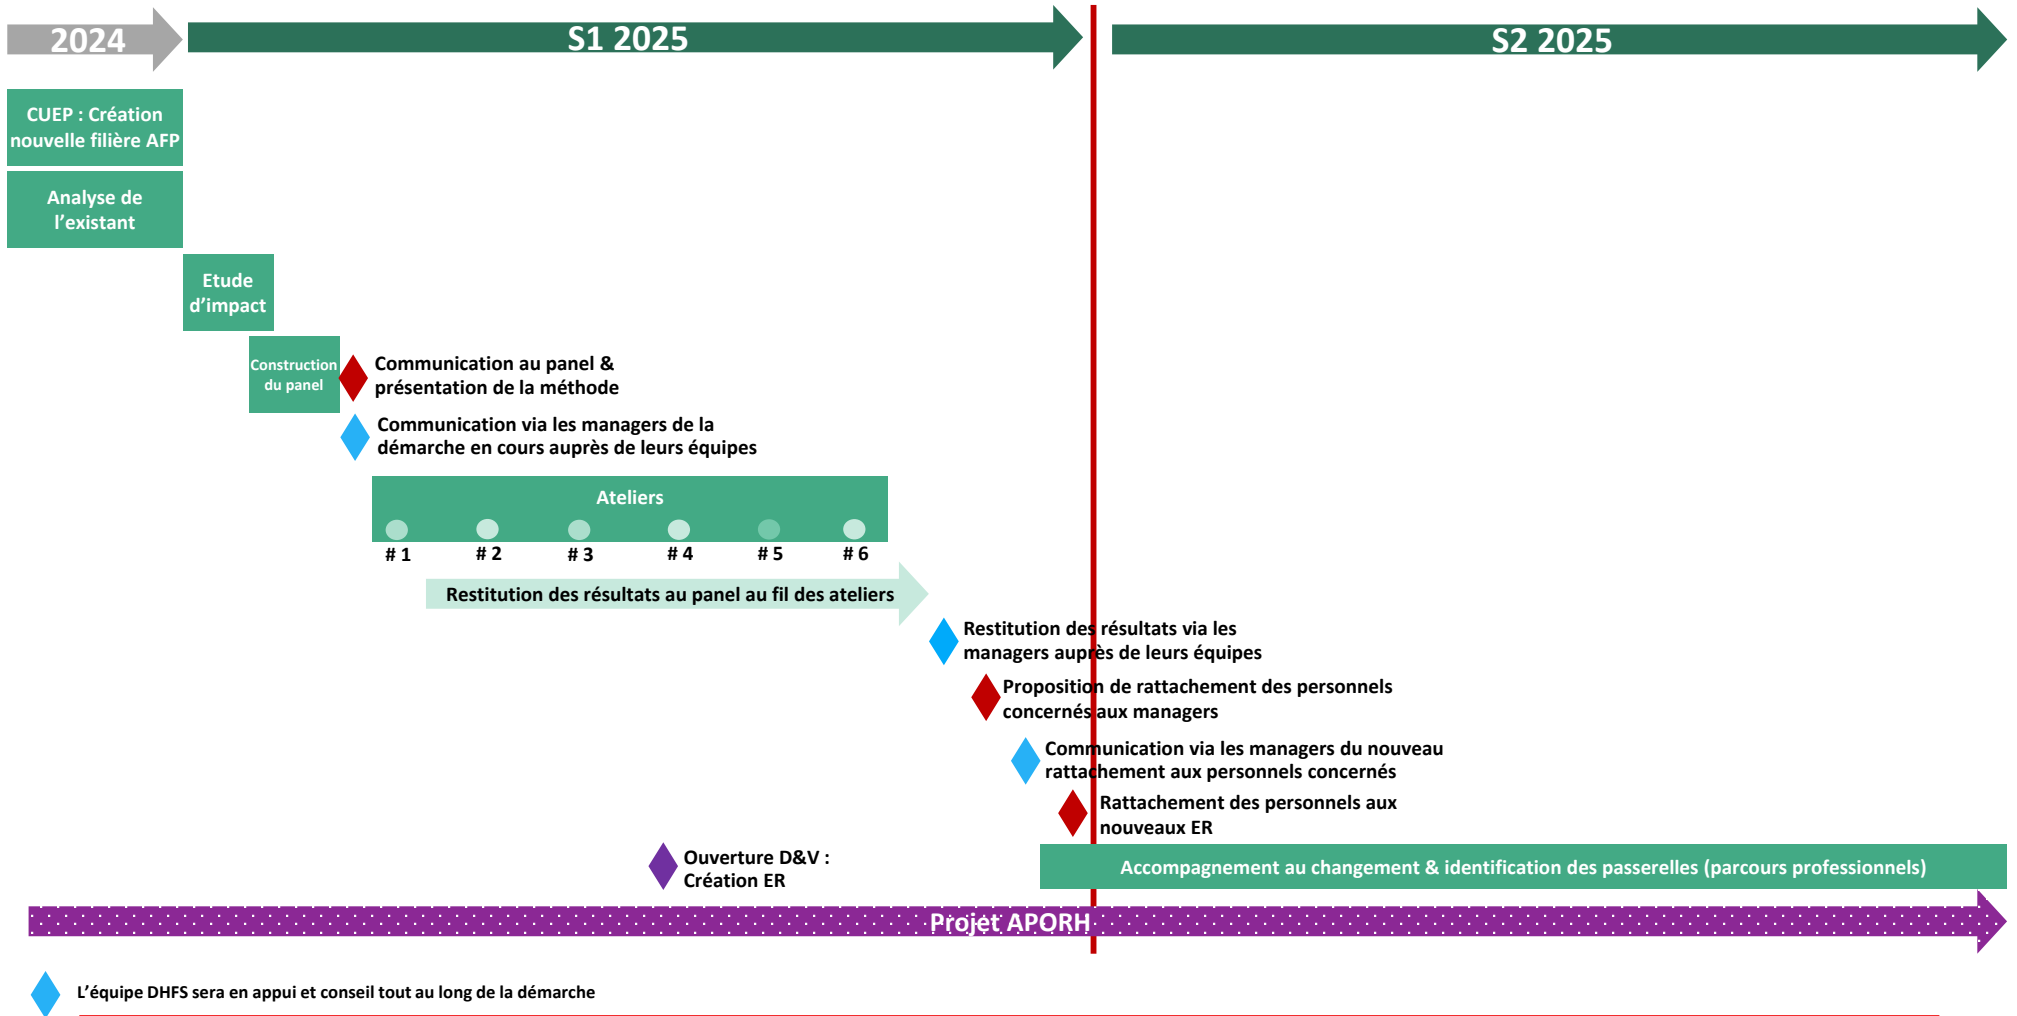 2024
S1 2025
S2 2025
CUEP : Création
nouvelle filière AFP
Analyse de
l’existant
Etude
d’impact
Construction
du panel
Communication au panel &
présentation de la méthode
Communication via les managers de la
démarche en cours auprès de leurs équipes
Ateliers
# 1
# 2
# 3
# 4
# 5
# 6
Restitution des résultats au panel au fil des ateliers
Restitution des résultats via les
managers auprès de leurs équipes
Proposition de rattachement des personnels
concernés aux managers
Communication via les managers du nouveau
rattachement aux personnels concernés
Rattachement des personnels aux
nouveaux ER
Ouverture D&V :
Création ER
Accompagnement au changement & identification des passerelles (parcours professionnels)
Projet APORH
L’équipe DHFS sera en appui et conseil tout au long de la démarche